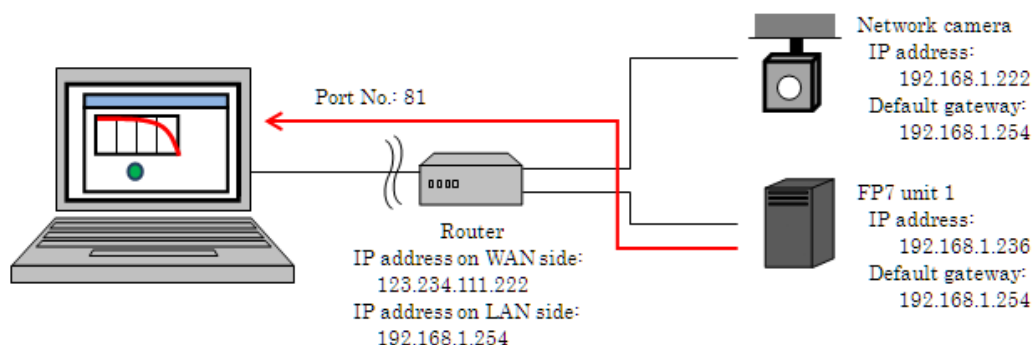 Port No.: 81
Router
IP address on WAN side:
123.234.111.222
IP address on LAN side:
192.168.1.254
Network camera
IP address:
192.168.1.222
Default gateway:
192.168.1.254
FP7 unit 1
IP address:
192.168.1.236
Default gateway:
192.168.1.254